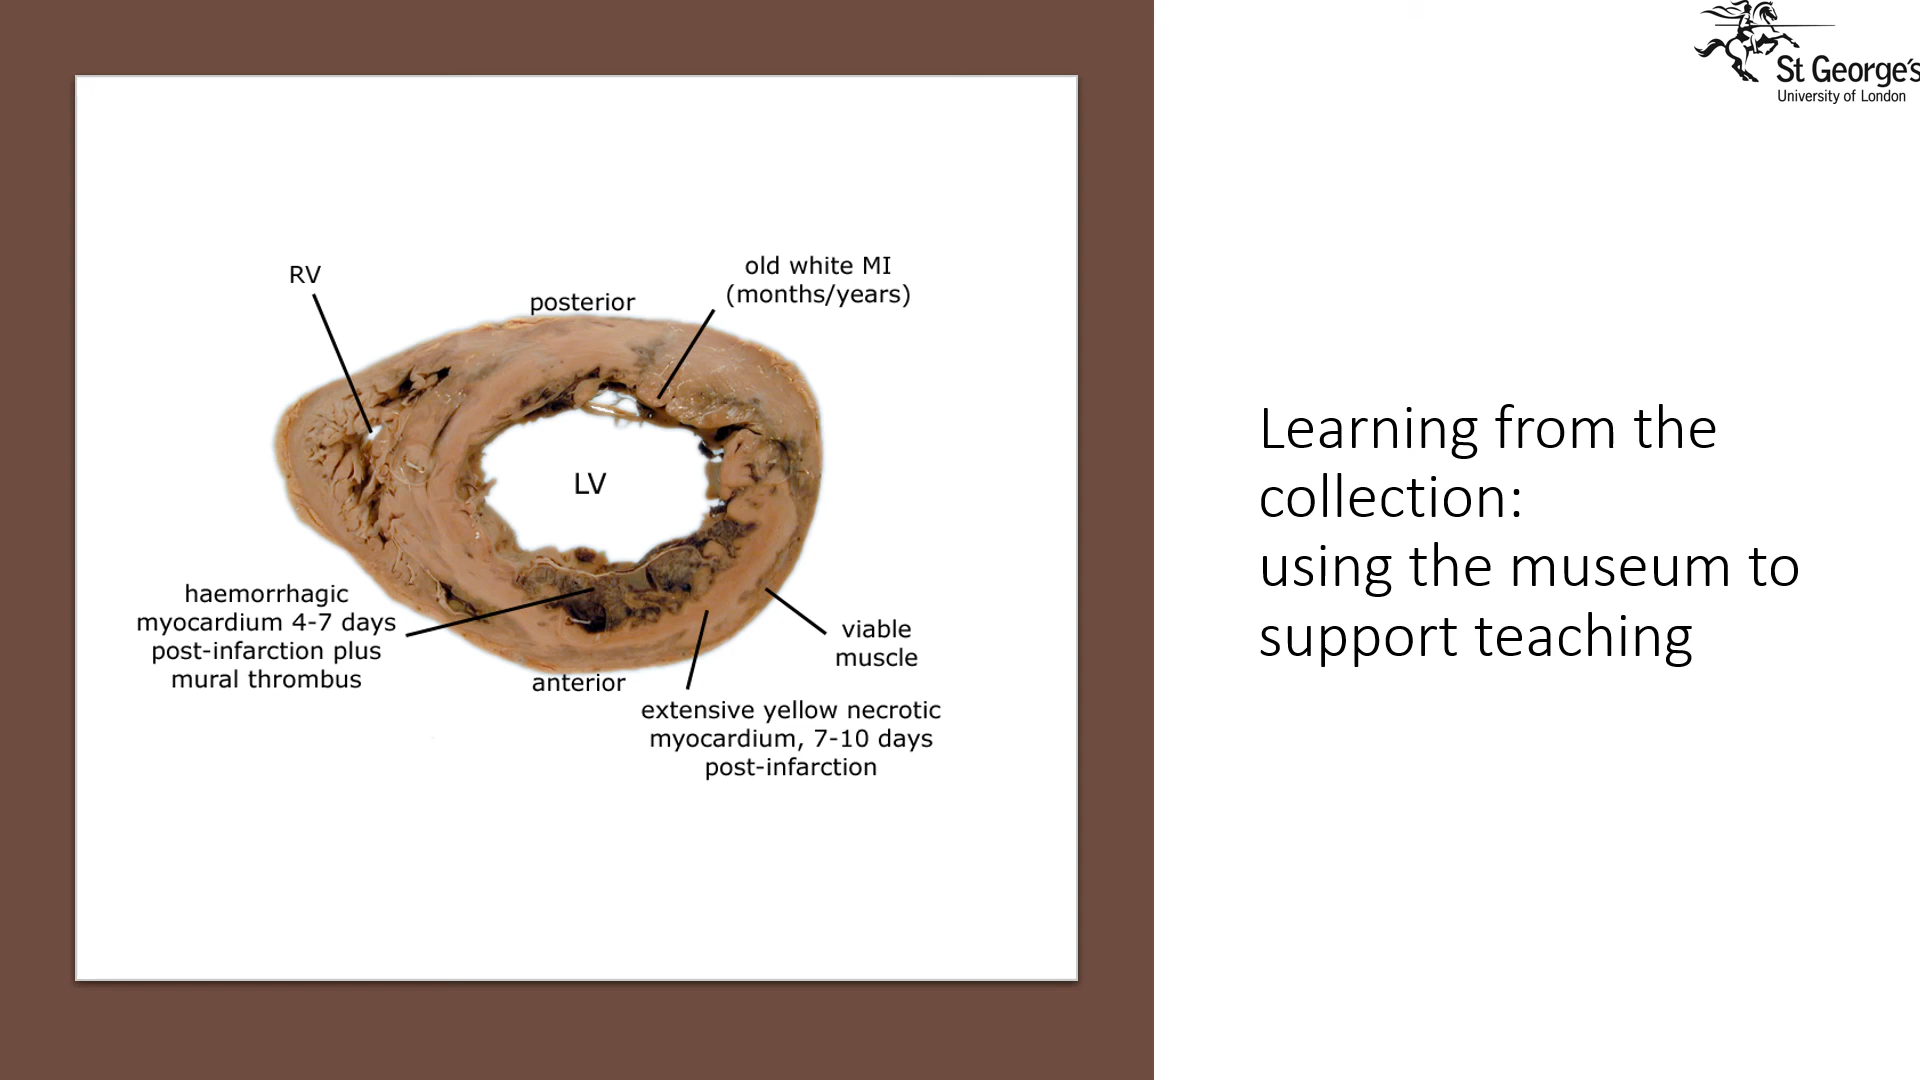 St George's
University of London
RV
old white MI
(months/years)
posterior
LV
haemorrhagic
myocardium 4-7 days
post-infarction plus
mural thrombus
viable
muscle
anterior
extensive yellow necrotic
myocardium, 7-10 days
post-infarction
Learning from the
collection:
using the museum to
support teaching